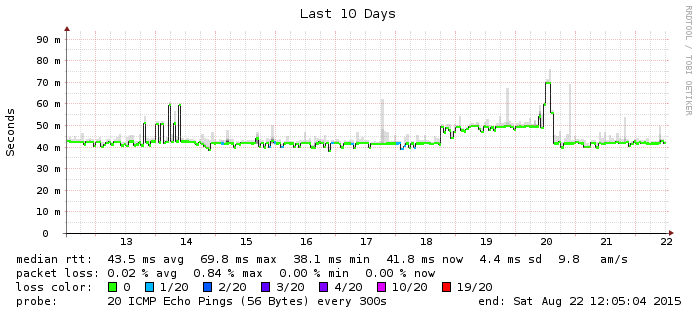 Last 10 Days
RRDTOOL / TOBI OETIKER
Seconds
90 m
80 m
70 m
60 m
50 m
40 m
30 m
20 m
10 m
0
13 14 15 16 17 18 19 20 21 22
median rtt: 43.5 ms avg 69.8 ms max 38.1 ms min 41.8 ms now 4.4 ms sd 9.8 am/s
packet loss: 0.02 % avg 0.84 % max 0.00 % min 0.00 % now
loss color: 0 1/20 2/20 3/20 4/20 10/20 19/20
probe: 20 ICMP Echo Pings (56 Bytes) every 300s end: Sat Aug 22 12:05:04 2015